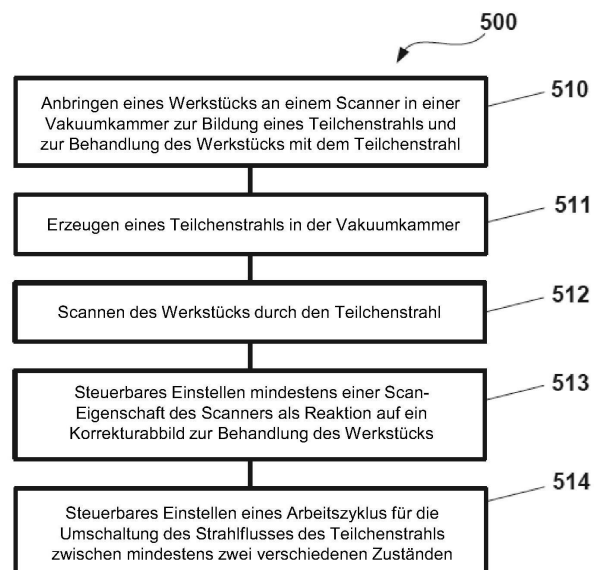 500
Anbringen eines Werkstücks an einem Scanner in einer
Vakuumkammer zur Bildung eines Teilchenstrahls und
zur Behandlung des Werkstücks mit dem Teilchenstrahl
510
Erzeugen eines Teilchenstrahls in der Vakuumkammer
511
Scannen des Werkstücks durch den Teilchenstrahl
512
Steuerbares Einstellen mindestens einer Scan-
Eigenschaft des Scanners als Reaktion auf ein
Korrekturabbild zur Behandlung des Werkstücks
513
Steuerbares Einstellen eines Arbeitszyklus für die
Umschaltung des Strahlflusses des Teilchenstrahls
zwischen mindestens zwei verschiedenen Zuständen
514